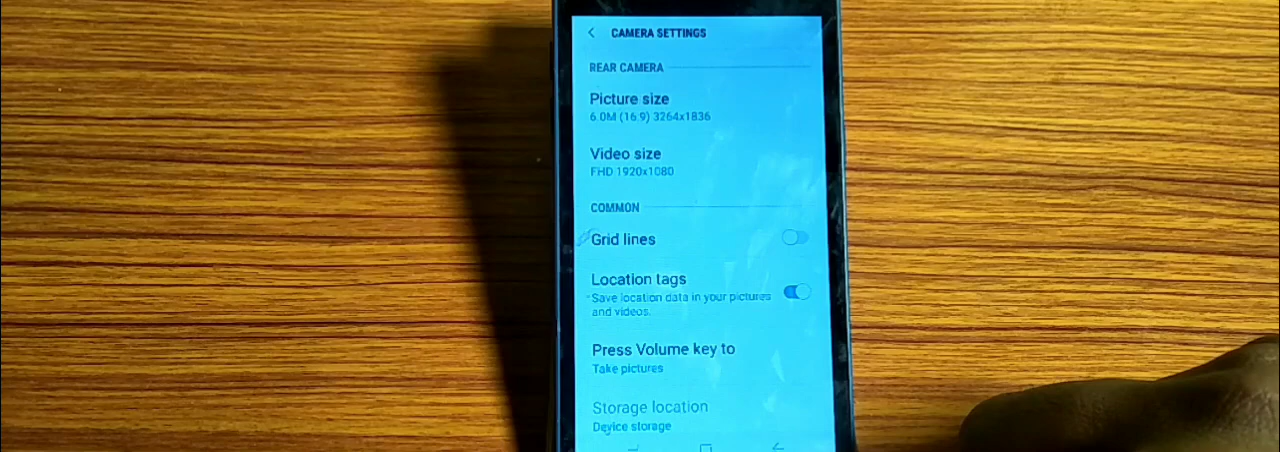 CAMERA SETTINGS
REAR CAMERA
Picture size
6.0M (16:9) 3264x1836
Video size
FHD 1920x1080
COMMON
Grid lines
Location tags
Save location data in your pictures
and videos.
Press Volume key to
Take pictures
Storage location
Device storage